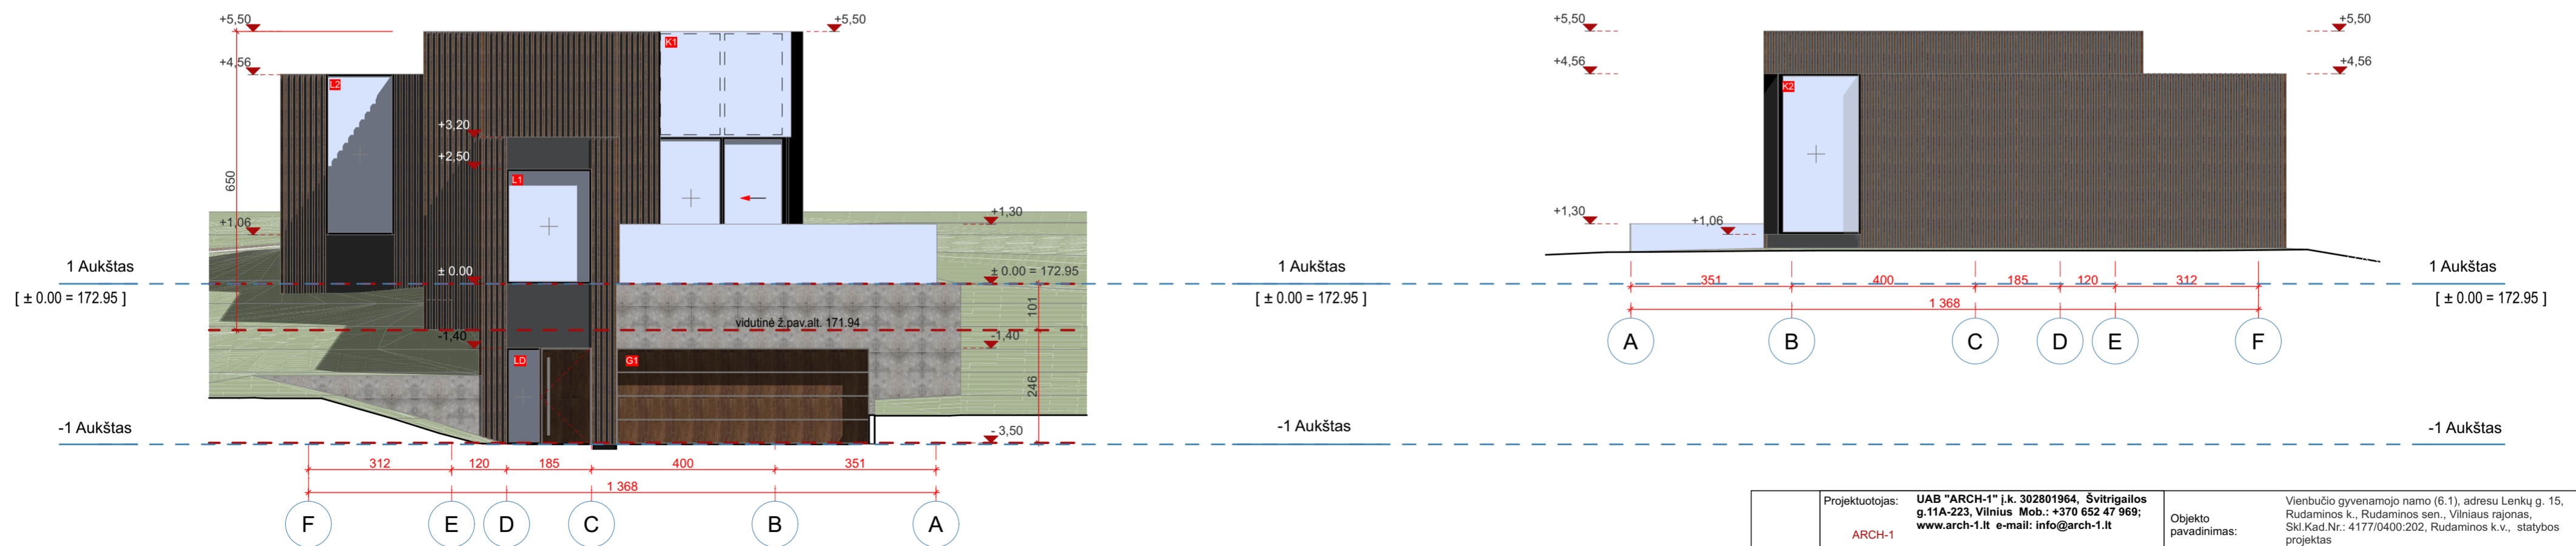 +5,50
+4,56
+1,06
650
L2
+3,20
+2,50
± 0.00
-1,40
K1
L1
LD
G1
+5,50
+1,30
± 0.00 = 172.95
101
vidutinė ž.pav.alt. 171.94
-1,40
246
- 3,50
1 Aukštas
[ ± 0.00 = 172.95 ]
-1 Aukštas
312 120 185 400 351
1 368
F E D C B A
1 Aukštas
[ ± 0.00 = 172.95 ]
-1 Aukštas
+5,50
+4,56
+1,30
+1,06
K2
+5,50
+4,56
351 400 185 120 312
1 368
A B C D E F
1 Aukštas
[ ± 0.00 = 172.95 ]
-1 Aukštas
Projektuotojas:
ARCH-1
UAB "ARCH-1" į.k. 302801964, Švitrigailos
g.11A-223, Vilnius Mob.: +370 652 47 969;
www.arch-1.lt e-mail: info@arch-1.lt
Objekto
pavadinimas:
Vienbučio gyvenamojo namo (6.1), adresu Lenkų g. 15,
Rudaminos k., Rudaminos sen., Vilniaus rajonas,
Skl.Kad.Nr.: 4177/0400:202, Rudaminos k.v., statybos
projektas